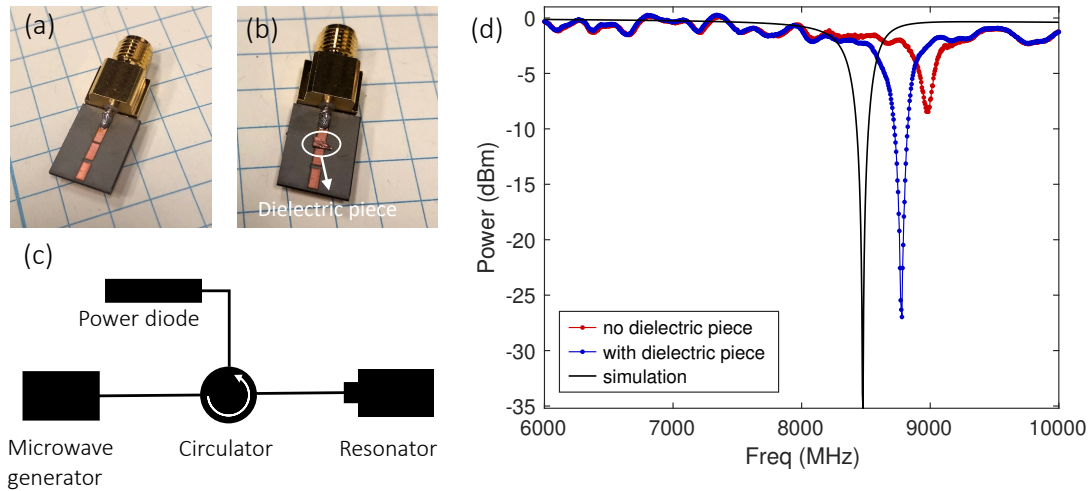 (a)
(b)
Dielectric piece
(c)
Power diode
Microwave
generator
Circulator
Resonator
(d)
Power (dBm)
0
-5
-10
-15
-20
-25
-30
-35
no dielectric piece
with dielectric piece
simulation
6000
7000
8000
9000
10000
Freq (MHz)